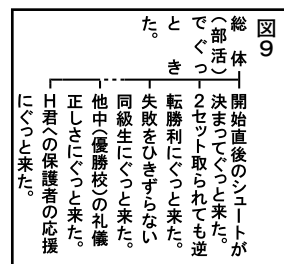 図9
総体
(部活)
でぐっ
とき
た。
開始直後のシュートが
決まってぐっと来た。
2セット取られても逆
転勝利にぐっと来た。
失敗をひきずらない
同級生にぐっと来た。
他中(優勝校)の礼儀
正しさにぐっと来た。
H君への保護者の応援
にぐっと来た。